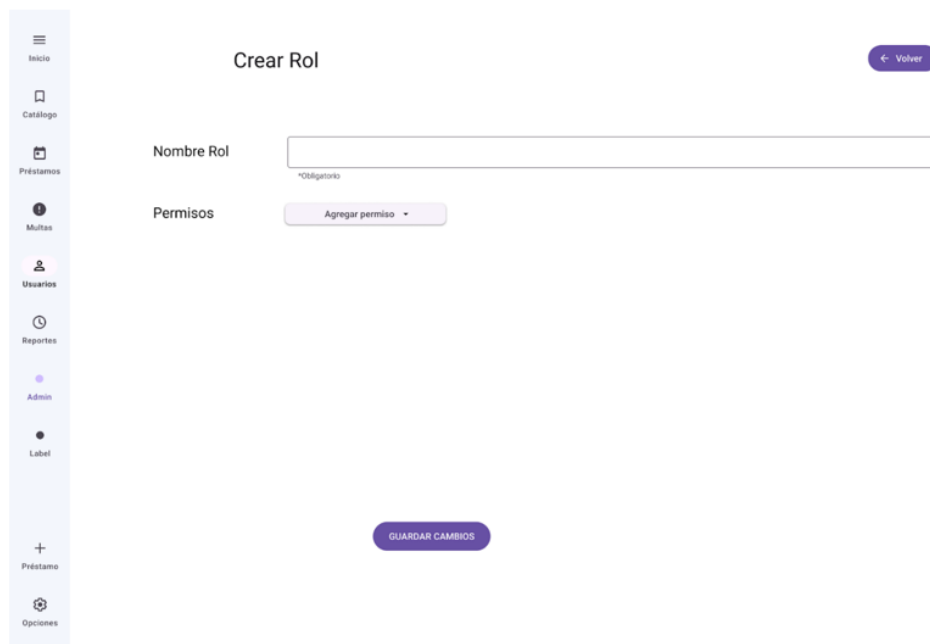 Inicio
Catálogo
Préstamos
Multas
Usuarios
Reportes
Admin
Label
Préstamo
Opciones
Crear Rol
Volver
Nombre Rol
*Obligatorio
Permisos
Agregar permiso
GUARDAR CAMBIOS